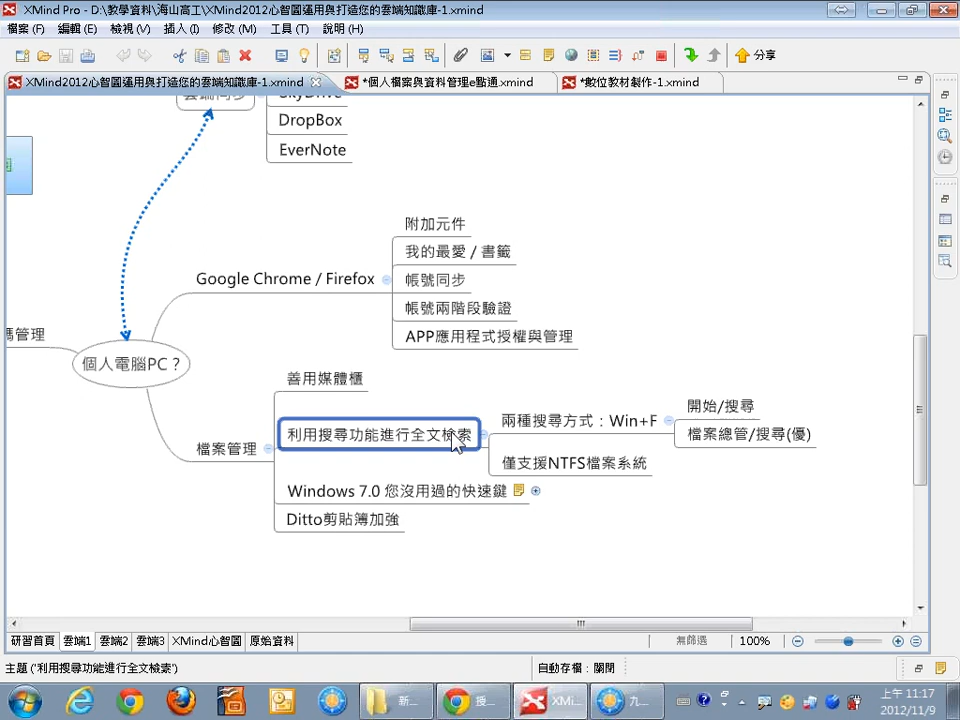 XMind Pro - D:\教學資料\海山高工\XMind2012心智圖運用與打造您的雲端知識庫-1.xmind
檔案 (F) 編輯 (E) 檢視 (V) 插入 (I) 修改 (M) 工具 (T) 說明 (H)
分享
XMind2012心智圖運用與打造您的雲端知識庫-1.xmind
*個人檔案與資料管理e點通.xmind
*數位教材製作-1.xmind
雲端同步
SkyDrive
DropBox
EverNote
附加元件
我的最愛 / 書籤
Google Chrome / Firefox
帳號同步
帳號兩階段驗證
碼管理
APP應用程式授權與管理
個人電腦PC？
善用媒體櫃
開始/搜尋
兩種搜尋方式：Win+F
利用搜尋功能進行全文檢索
檔案總管/搜尋(優)
檔案管理
僅支援NTFS檔案系統
Windows 7.0 您沒用過的快速鍵
Ditto剪貼簿加強
研習首頁 雲端1 雲端2 雲端3 XMind心智圖 原始資料
無篩選 100%
主題 ('利用搜尋功能進行全文檢索')
自動存檔：關閉
新...
授...
XMi...
九...
上午 11:17
2012/11/9